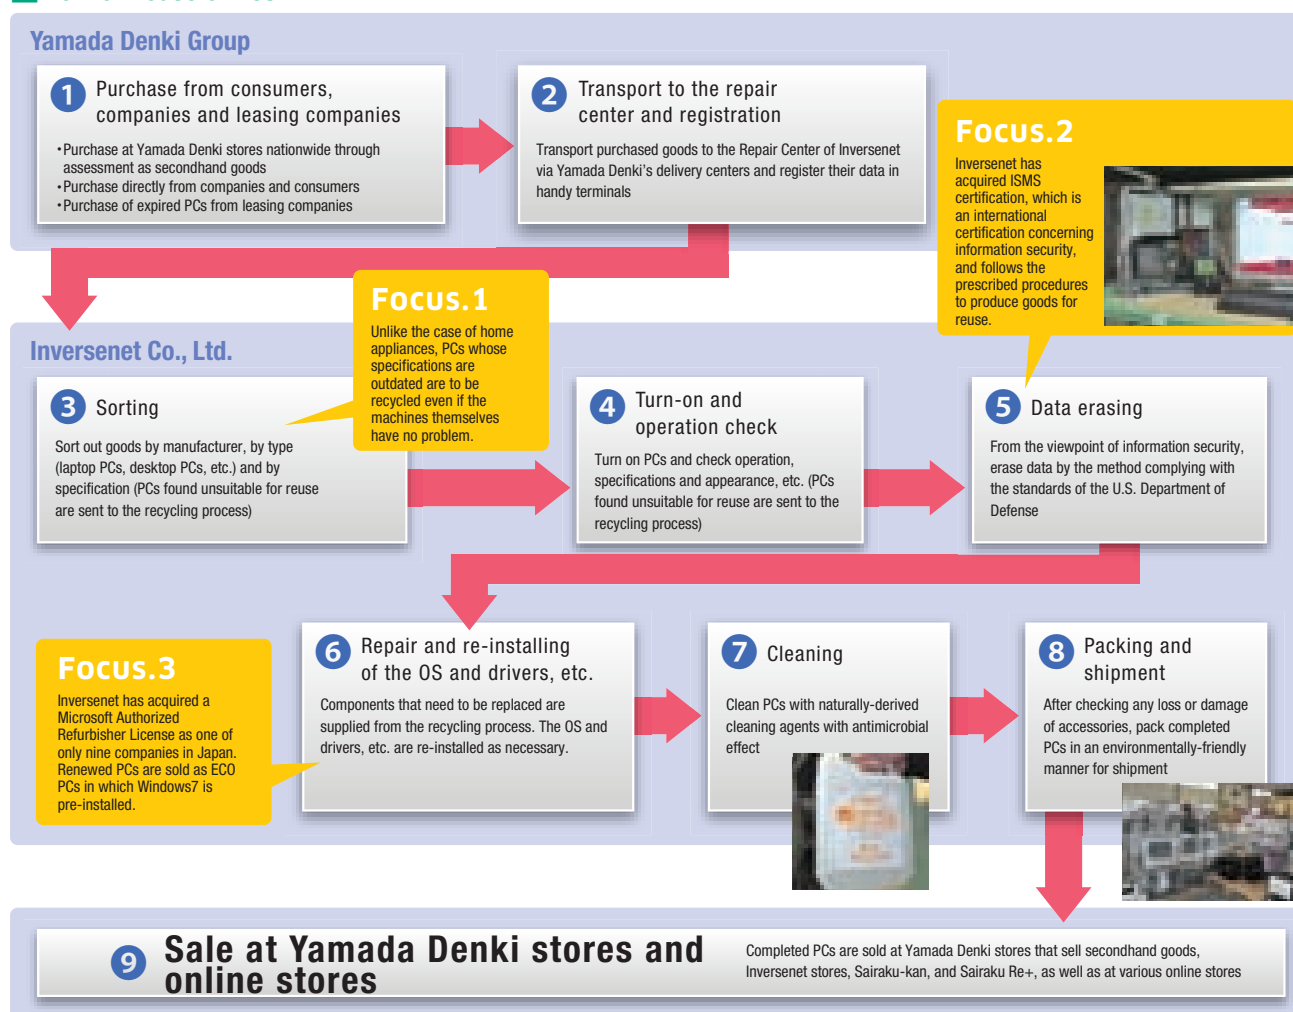 Yamada Denki Group
1 Purchase from consumers,
companies and leasing companies
•Purchase at Yamada Denki stores nationwide through
assessment as secondhand goods
•Purchase directly from companies and consumers
•Purchase of expired PCs from leasing companies
2 Transport to the repair
center and registration
Transport purchased goods to the Repair Center of Inversenet
via Yamada Denki's delivery centers and register their data in
handy terminals
Focus.2
Inversenet has
acquired ISMS
certification, which is
an international
certification concerning
information security,
and follows the
prescribed procedures
to produce goods for
reuse.
Focus.1
Unlike the case of home
appliances, PCs whose
specifications are
outdated are to be
recycled even if the
machines themselves
have no problem.
Inversenet Co., Ltd.
3 Sorting
Sort out goods by manufacturer, by type
(laptop PCs, desktop PCs, etc.) and by
specification (PCs found unsuitable for reuse
are sent to the recycling process)
4 Turn-on and
operation check
Turn on PCs and check operation,
specifications and appearance, etc. (PCs
found unsuitable for reuse are sent to the
recycling process)
5 Data erasing
From the viewpoint of information security,
erase data by the method complying with
the standards of the U.S. Department of
Defense
Focus.3
Inversenet has acquired a
Microsoft Authorized
Refurbisher License as one of
only nine companies in Japan.
Renewed PCs are sold as ECO
PCs in which Windows7 is
pre-installed.
6 Repair and re-installing
of the OS and drivers, etc.
Components that need to be replaced are
supplied from the recycling process. The OS and
drivers, etc. are re-installed as necessary.
7 Cleaning
Clean PCs with naturally-derived
cleaning agents with antimicrobial
effect
8 Packing and
shipment
After checking any loss or damage
of accessories, pack completed
PCs in an environmentally-friendly
manner for shipment
9 Sale at Yamada Denki stores and
online stores
Completed PCs are sold at Yamada Denki stores that sell secondhand goods,
Inversenet stores, Sairaku-kan, and Sairaku Re+, as well as at various online stores